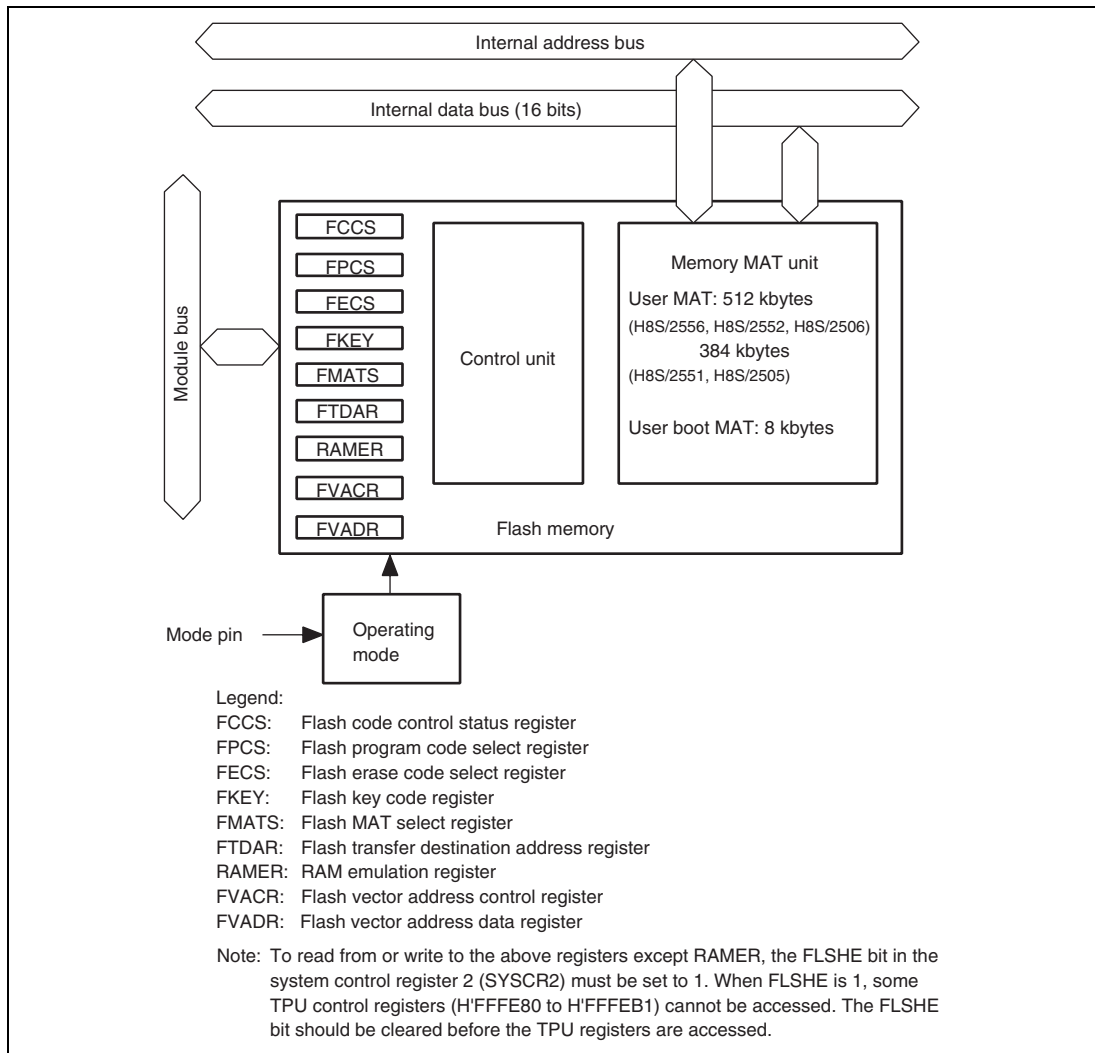 Internal address bus
Internal data bus (16 bits)
Module bus
FCCS
FPCS
FECS
FKEY
FMATS
FTDAR
RAMER
FVACR
FVADR
Control unit
Memory MAT unit
User MAT: 512 kbytes
(H8S/2556, H8S/2552, H8S/2506)
384 kbytes
(H8S/2551, H8S/2505)
User boot MAT: 8 kbytes
Flash memory
Mode pin
Operating
mode
Legend:
FCCS: Flash code control status register
FPCS: Flash program code select register
FECS: Flash erase code select register
FKEY: Flash key code register
FMATS: Flash MAT select register
FTDAR: Flash transfer destination address register
RAMER: RAM emulation register
FVACR: Flash vector address control register
FVADR: Flash vector address data register
Note: To read from or write to the above registers except RAMER, the FLSHE bit in the
system control register 2 (SYSCR2) must be set to 1. When FLSHE is 1, some
TPU control registers (H'FFFE80 to H'FFFEB1) cannot be accessed. The FLSHE
bit should be cleared before the TPU registers are accessed.